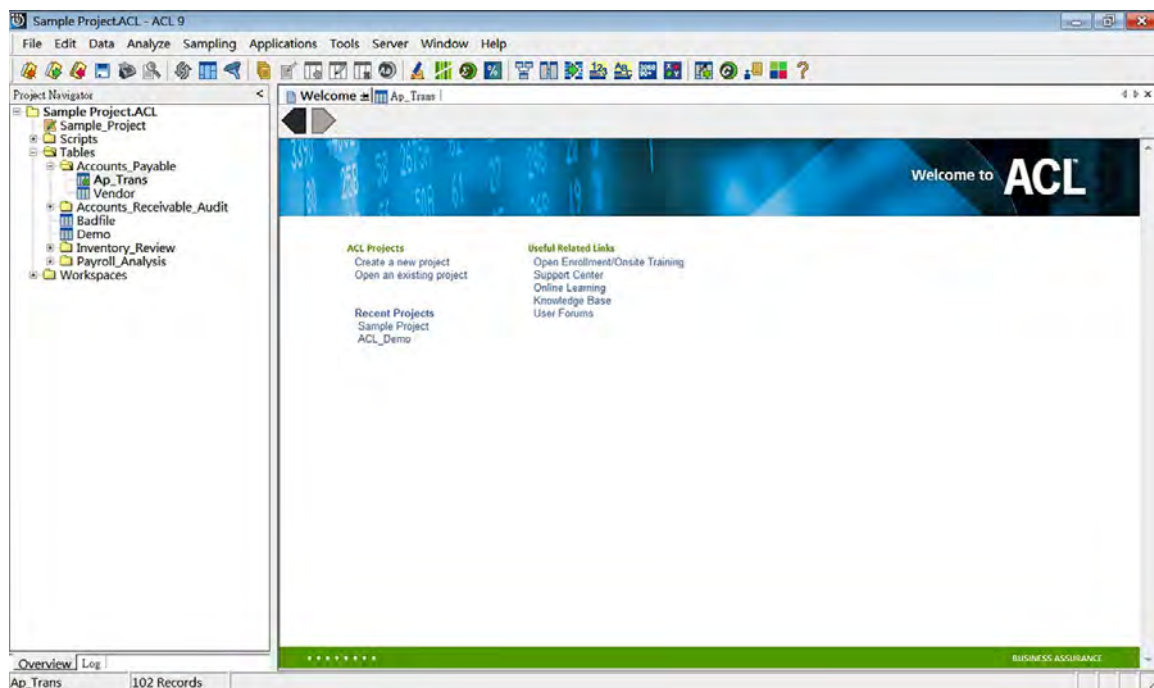 Sample Project.ACL - ACL 9
File Edit Data Analyze Sampling Applications Tools Server Window Help
Project Navigator <
Sample Project.ACL
Sample_Project
Scripts
Tables
Accounts_Payable
Ap_Trans
Vendor
Accounts_Receivable_Audit
Badfile
Demo
Inventory_Review
Payroll_Analysis
Workspaces
Overview Log
Welcome Ap_Trans
Welcome to ACL
ACL Projects
Create a new project
Open an existing project
Recent Projects
Sample Project
ACL_Demo
Useful Related Links
Open Enrollment/Onsite Training
Support Center
Online Learning
Knowledge Base
User Forums
BUSINESS ASSURANCE
Ap_Trans 102 Records